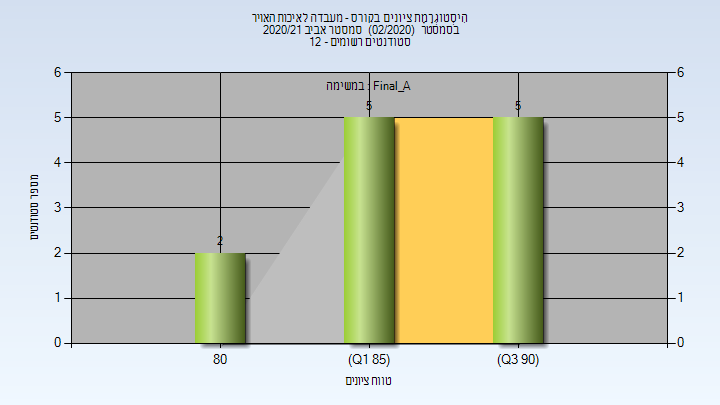 היסטוגרמת ציונים בקורס - מעבדה לאיכות האויר
בסמסטר (02/2020) סמסטר אביב 2020/21
סטודנטים רשומים - 12
במשימה : Final_A
6 6
5 5 5 5
4 4
3 3
2 2 2
1 1
0 0
מספר סטודנטים
80 (Q1 85) (Q3 90)
טווח ציונים